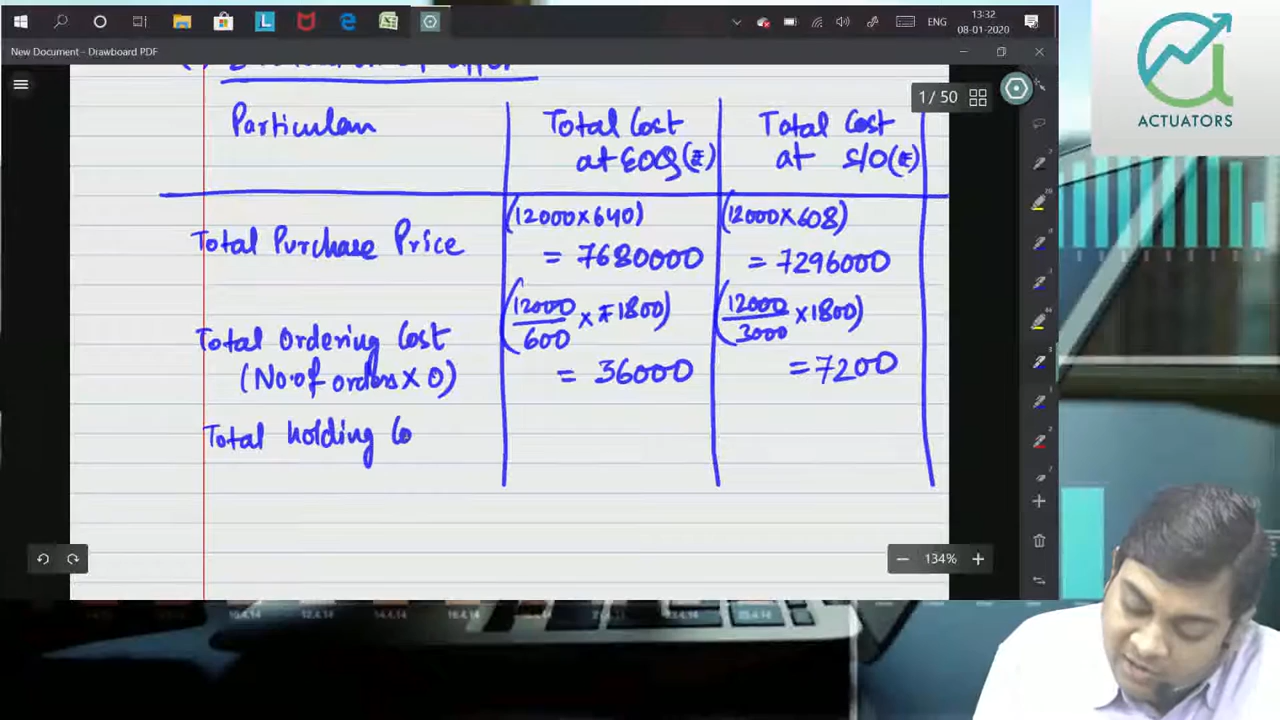 13:32
ENG
08-01-2020
New Document - Drawboard PDF
1 / 50
ACTUATORS
Particulars
Total Cost at EOQ (₹)
Total Cost at S/O (₹)
Total Purchase Price
(12000×640)
= 7680000
(12000×608)
= 7296000
Total Ordering Cost
(No. of orders × O)
(12000/600 × ₹1800)
= 36000
(12000/3000 × 1800)
= 7200
Total holding Co
134%